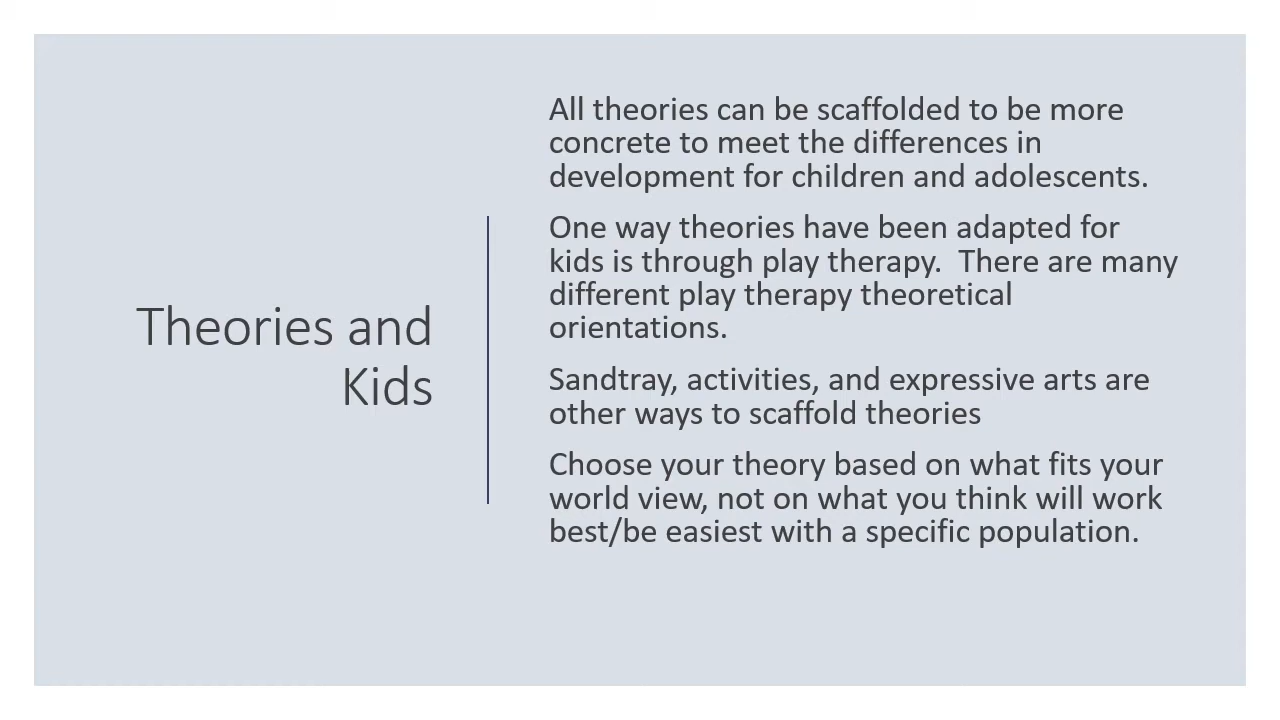 Theories and
Kids
All theories can be scaffolded to be more
concrete to meet the differences in
development for children and adolescents.
One way theories have been adapted for
kids is through play therapy.  There are many
different play therapy theoretical
orientations.
Sandtray, activities, and expressive arts are
other ways to scaffold theories
Choose your theory based on what fits your
world view, not on what you think will work
best/be easiest with a specific population.